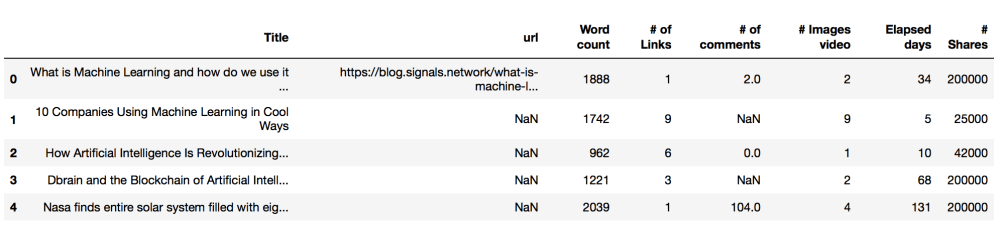 Title url Word count # of Links # of comments # Images video Elapsed days # Shares
0 What is Machine Learning and how do we use it ... https://blog.signals.network/what-is-machine-l... 1888 1 2.0 2 34 200000
1 10 Companies Using Machine Learning in Cool Ways NaN 1742 9 NaN 9 5 25000
2 How Artificial Intelligence Is Revolutionizing... NaN 962 6 0.0 1 10 42000
3 Dbrain and the Blockchain of Artificial Intell... NaN 1221 3 NaN 2 68 200000
4 Nasa finds entire solar system filled with eig... NaN 2039 1 104.0 4 131 200000